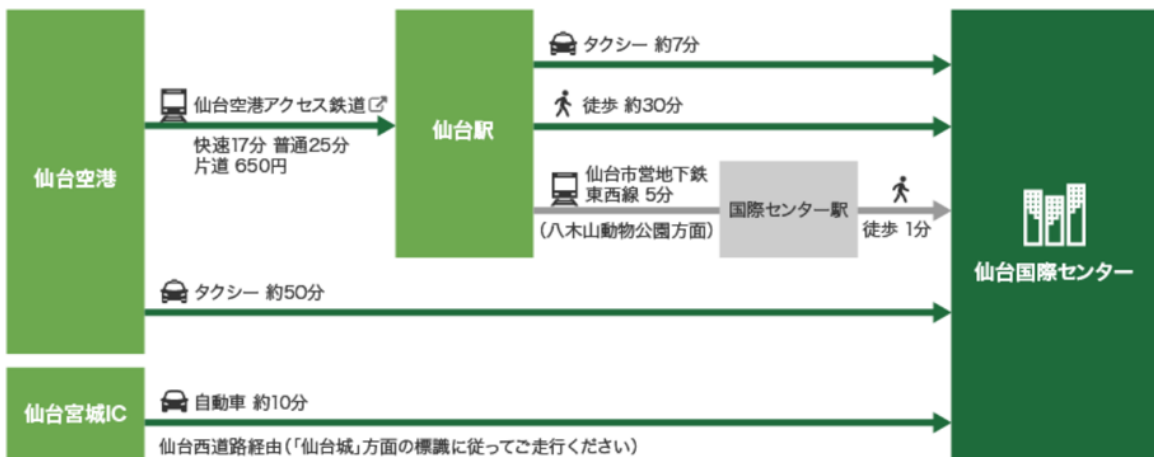 仙台空港
仙台空港アクセス鉄道
快速17分 普通25分
片道 650円
仙台駅
タクシー 約7分
徒歩 約30分
仙台市営地下鉄
東西線 5分
(八木山動物公園方面)
国際センター駅
徒歩 1分
仙台国際センター
タクシー 約50分
仙台宮城IC
自動車 約10分
仙台西道路経由(「仙台城」方面の標識に従ってご走行ください)